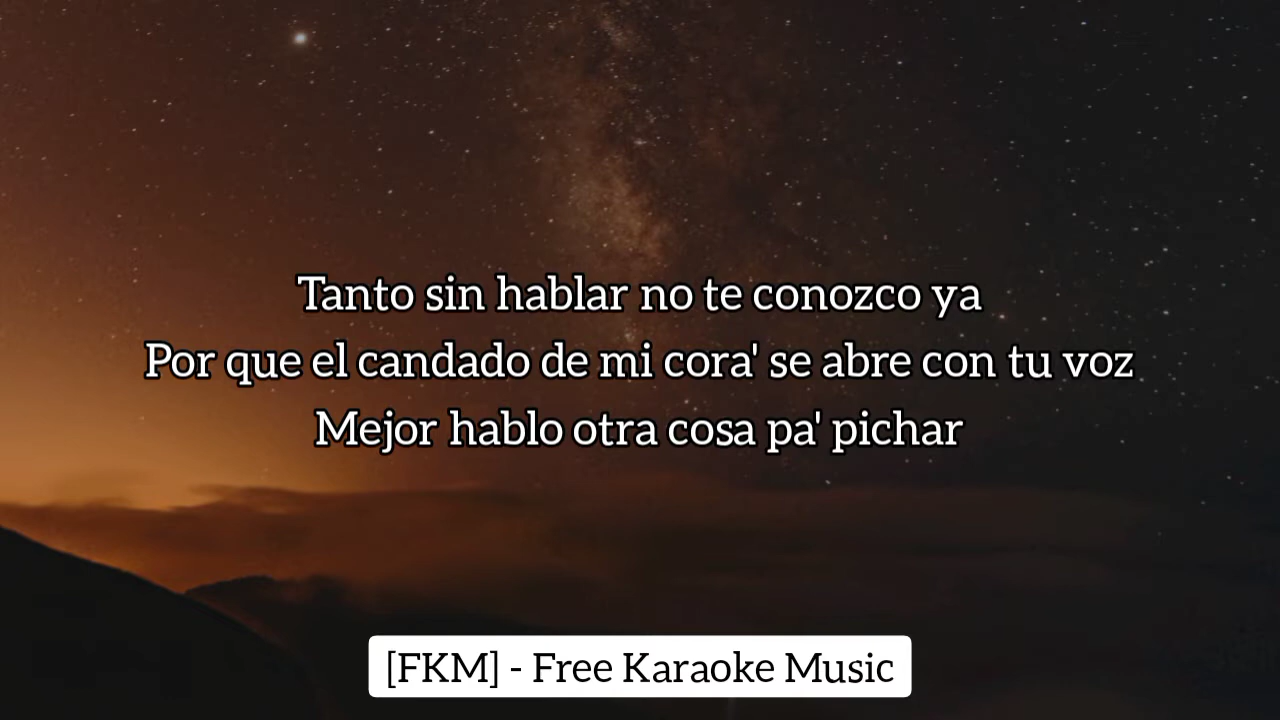 Tanto sin hablar no te conozco ya
Por que el candado de mi cora' se abre con tu voz
Mejor hablo otra cosa pa' pichar
[FKM] - Free Karaoke Music